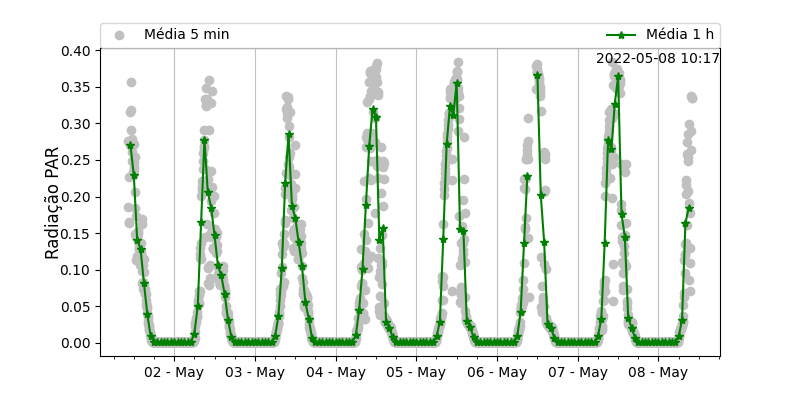 Média 5 min
Média 1 h
2022-05-08 10:17
Radiação PAR
0.40
0.35
0.30
0.25
0.20
0.15
0.10
0.05
0.00
02 - May
03 - May
04 - May
05 - May
06 - May
07 - May
08 - May